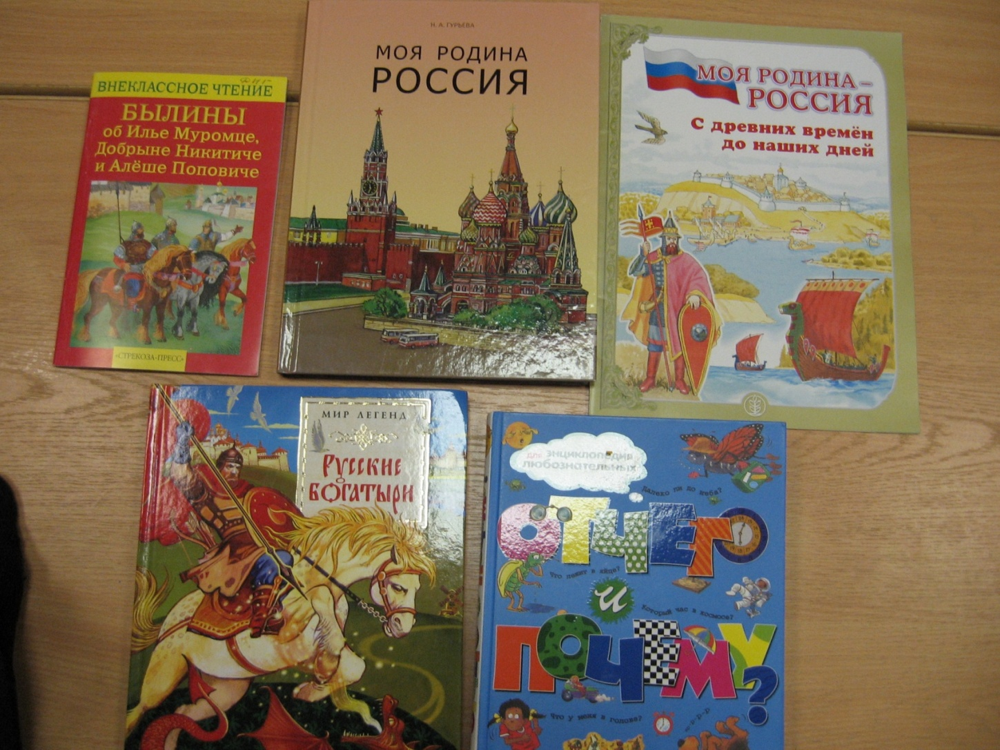 ВНЕКЛАССНОЕ ЧТЕНИЕ
БЫЛИНЫ
об Илье Муромце,
Добрыне Никитиче
и Алёше Поповиче
«СТРЕКОЗА-ПРЕСС»
Н. А. ГУРЬЕВА
МОЯ РОДИНА
РОССИЯ
МОЯ РОДИНА –
РОССИЯ
С древних времён
до наших дней
МИР ЛЕГЕНД
РУССКИЕ
БОГАТЫРИ
для энциклопедия
любознательных
далеко ли до неба?
ОТЧЕГО
Что лежит в яйце?
и
Который час в космосе?
ПОЧЕМУ?
Что у меня в голове?
-р-р-р